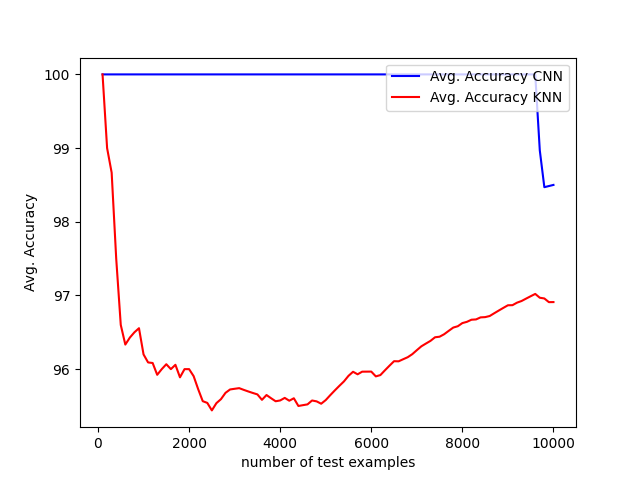 Avg. Accuracy CNN
Avg. Accuracy KNN
100
99
98
97
96
Avg. Accuracy
0 2000 4000 6000 8000 10000
number of test examples